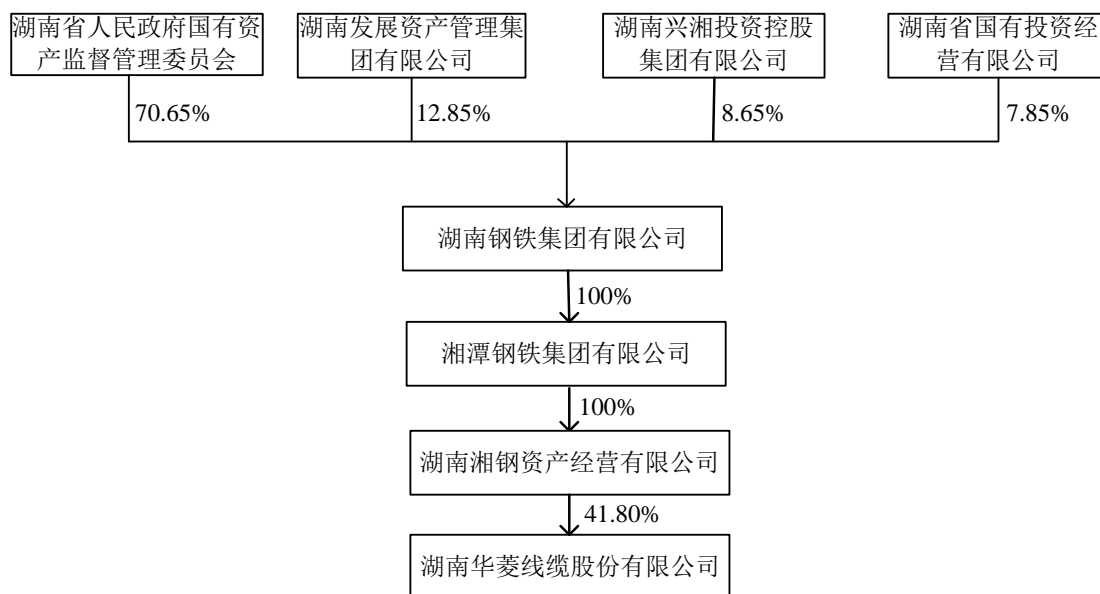 湖南省人民政府国有资
产监督管理委员会
湖南发展资产管理集
团有限公司
湖南兴湘投资控股
集团有限公司
湖南省国有投资经
营有限公司
70.65%
12.85%
8.65%
7.85%
湖南钢铁集团有限公司
100%
湘潭钢铁集团有限公司
100%
湖南湘钢资产经营有限公司
41.80%
湖南华菱线缆股份有限公司